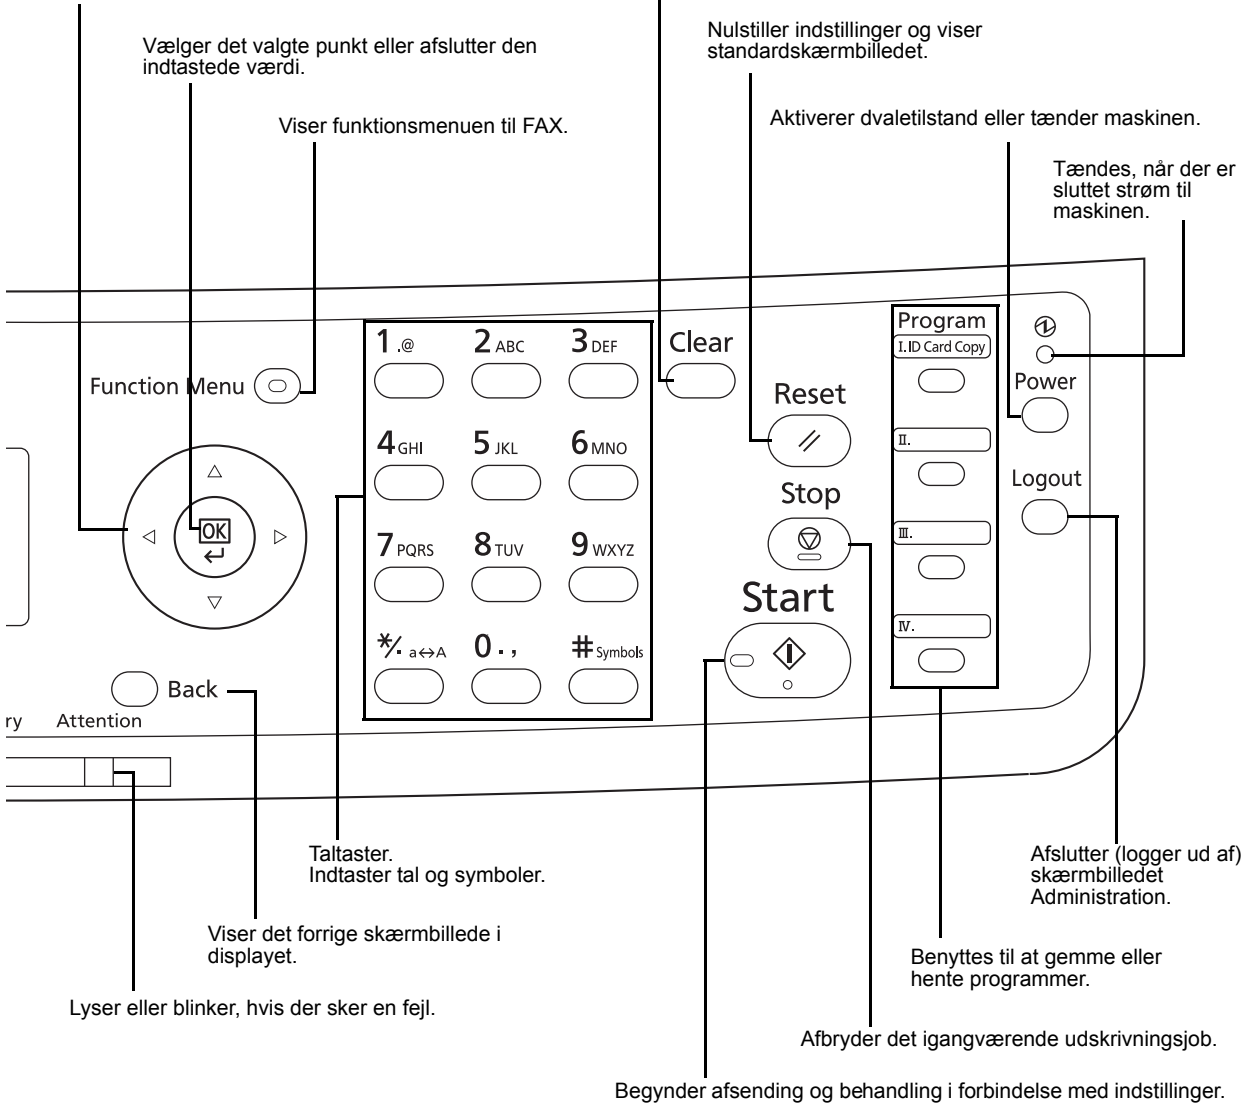 Nulstiller indstillinger og viser
standardskærmbilledet.
Vælger det valgte punkt eller afslutter den
indtastede værdi.
Viser funktionsmenuen til FAX.
Aktiverer dvaletilstand eller tænder maskinen.
Tændes, når der er
sluttet strøm til
maskinen.
Function Menu
1 .@
2 ABC
3 DEF
Clear
Program
I. ID Card Copy
Power
Reset
4 GHI
5 JKL
6 MNO
II.
Logout
OK
Stop
7 PQRS
8 TUV
9 WXYZ
III.
Start
*/. a↔A
0 . ,
# Symbols
IV.
Back
ry
Attention
Taltaster.
Indtaster tal og symboler.
Afslutter (logger ud af)
skærmbilledet
Administration.
Viser det forrige skærmbillede i
displayet.
Benyttes til at gemme eller
hente programmer.
Lyser eller blinker, hvis der sker en fejl.
Afbryder det igangværende udskrivningsjob.
Begynder afsending og behandling i forbindelse med indstillinger.